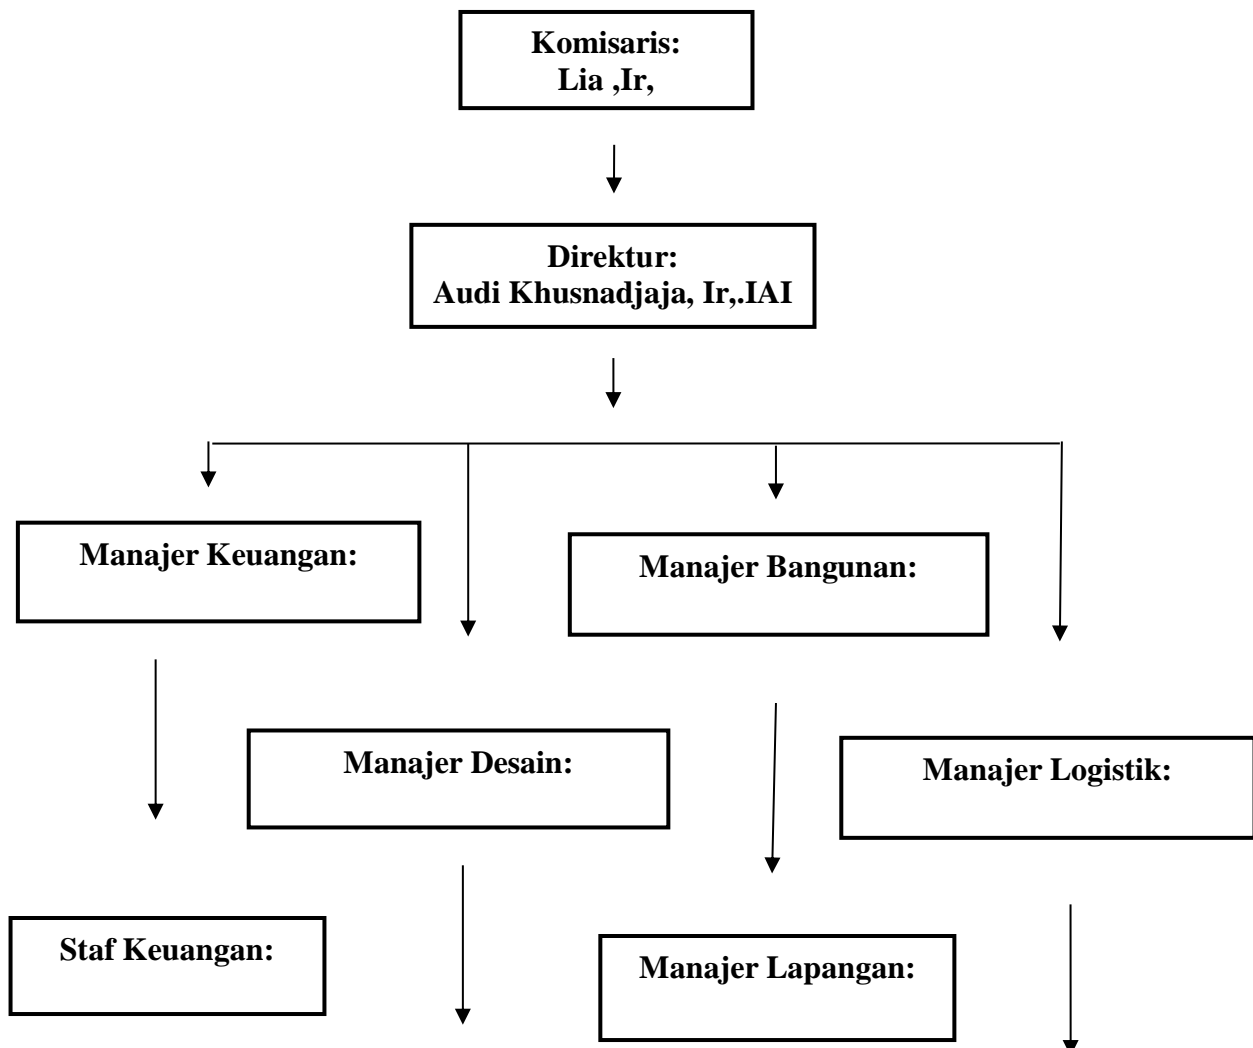 Komisaris:
Lia ,Ir,
Direktur:
Audi Khusnadjaja, Ir,.IAI
Manajer Keuangan:
Manajer Bangunan:
Manajer Desain:
Manajer Logistik:
Staf Keuangan:
Manajer Lapangan: